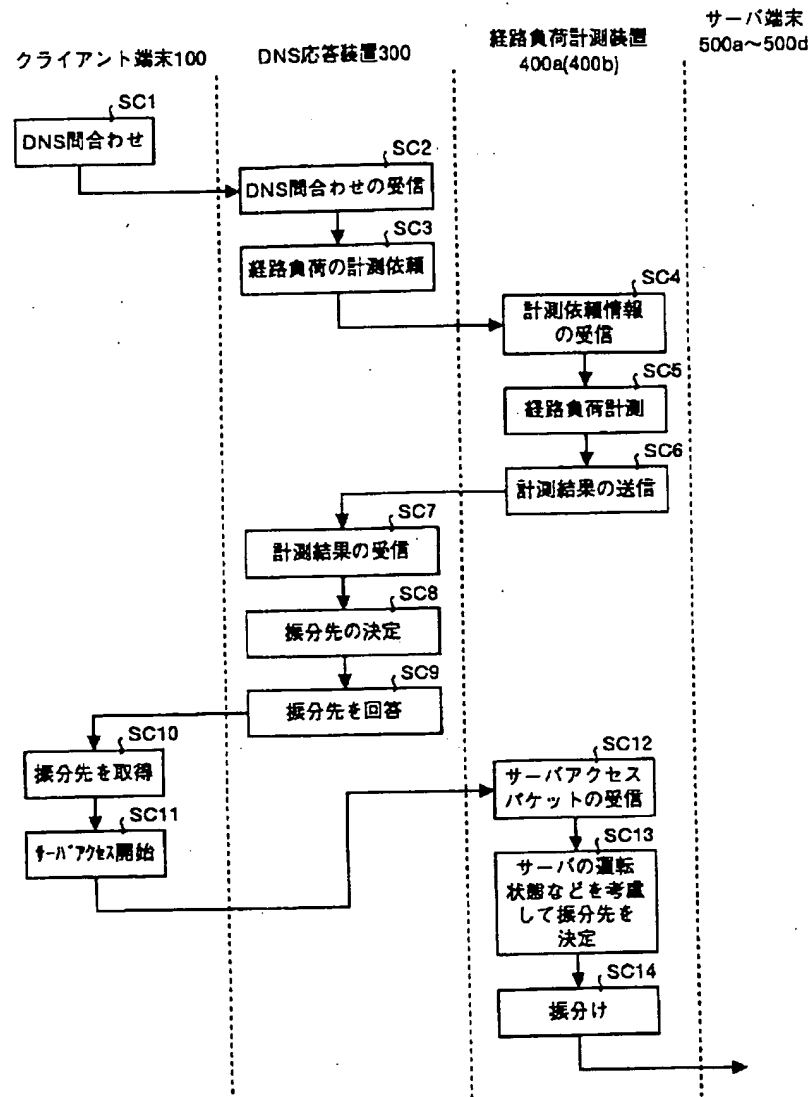 クライアント端末100
DNS応答装置300
経路負荷計測装置
400a(400b)
サーバ端末
500a～500d
SC1
DNS問合わせ
SC2
DNS問合わせの受信
SC3
経路負荷の計測依頼
SC4
計測依頼情報
の受信
SC5
経路負荷計測
SC6
計測結果の送信
SC7
計測結果の受信
SC8
振分先の決定
SC9
振分先を回答
SC10
振分先を取得
SC11
ｻｰﾊﾞｱｸｾｽ開始
SC12
サーバアクセス
パケットの受信
SC13
サーバの運転
状態などを考慮
して振分先を
決定
SC14
振分け